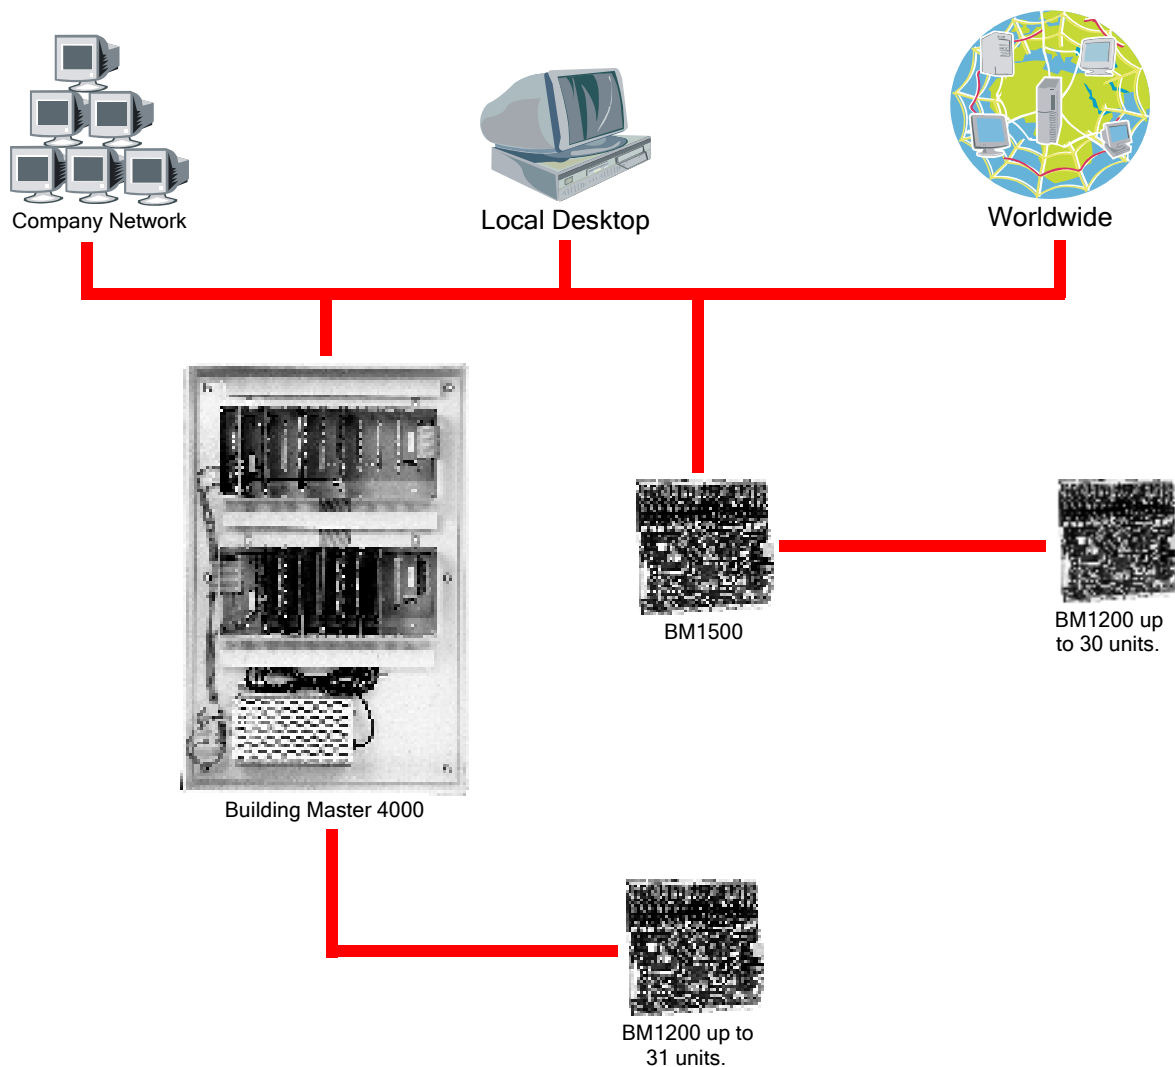 Company Network
Local Desktop
Worldwide
BM1500
BM1200 up
to 30 units.
Building Master 4000
BM1200 up to
31 units.